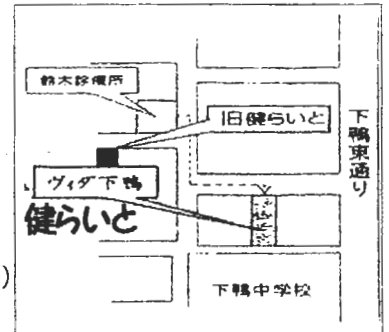 鈴木診療所
旧健らいと
下鴨東通り
ヴィダ下鴨
健らいと
下鴨中学校
)